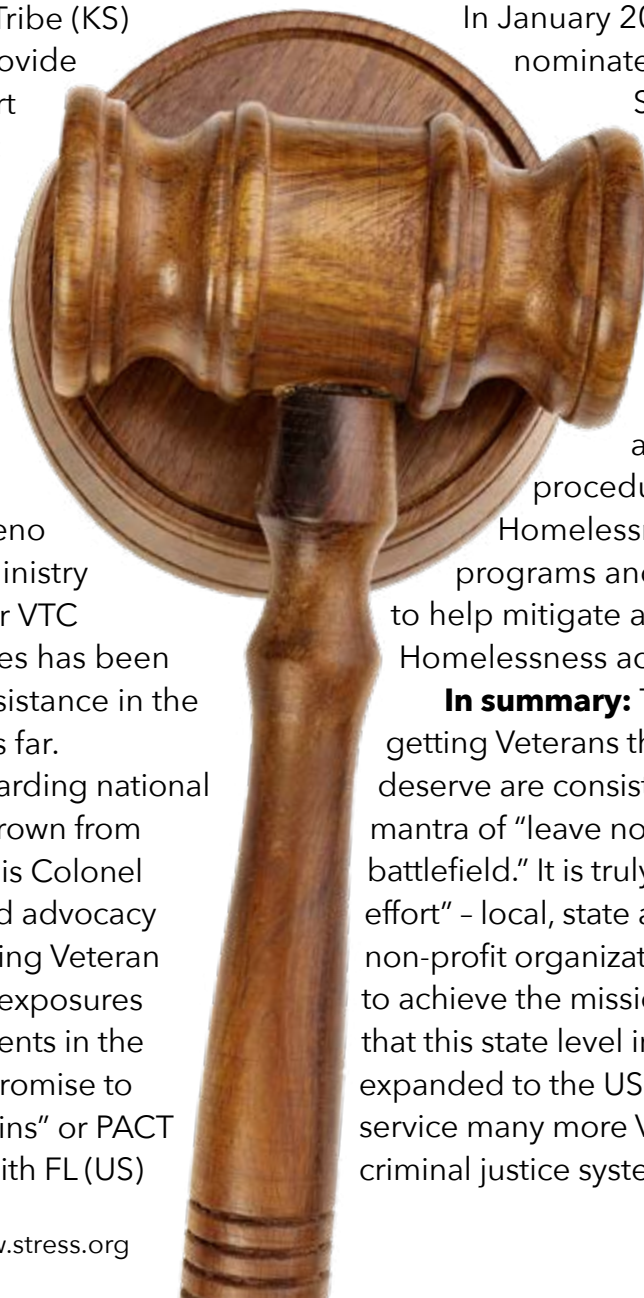 Tribe (KS)
ovide
rt
eno
inistry
r VTC
es has been
sistance in the
s far.
arding national
rown from
is Colonel
d advocacy
ing Veteran
exposures
ents in the
romise to
ins” or PACT
ith FL (US)
w.stress.org
In January 20
nominate
S
a
procedu
Homelessn
programs and
to help mitigate a
Homelessness ac
In summary: T
getting Veterans th
deserve are consist
mantra of “leave no
battlefield.” It is truly
effort” – local, state a
non-profit organizat
to achieve the missio
that this state level in
expanded to the US
service many more V
criminal justice syste